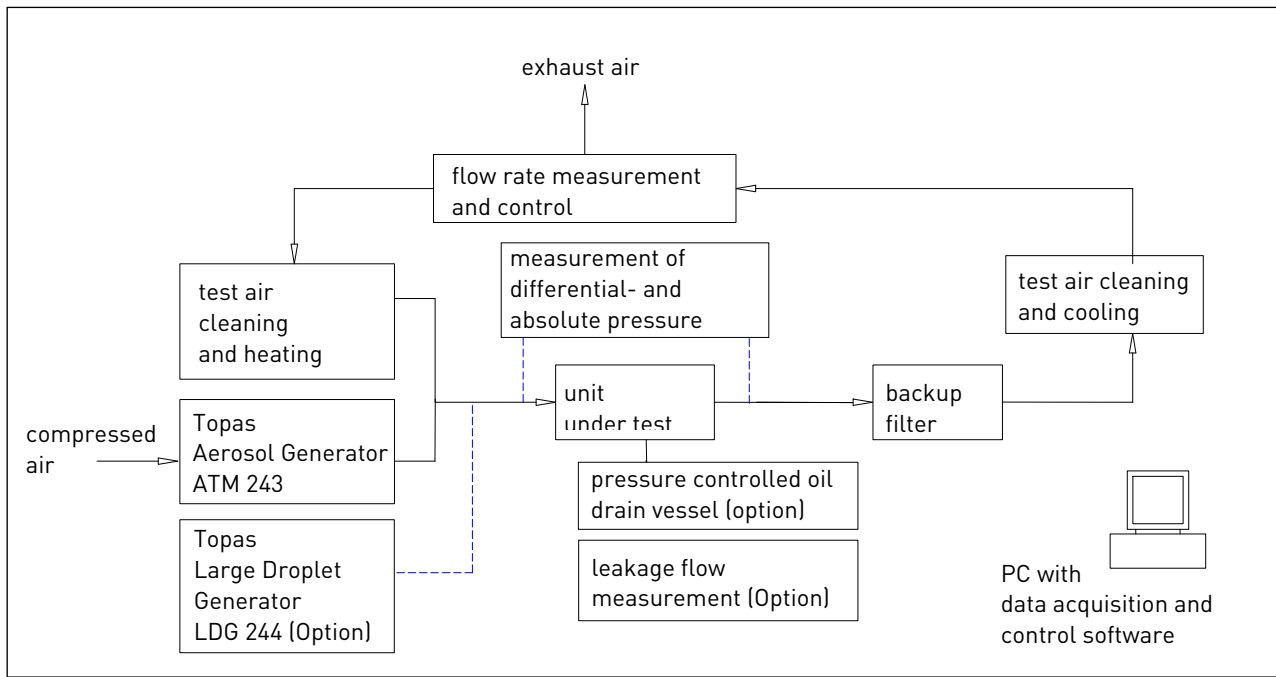 exhaust air
flow rate measurement
and control
measurement of
differential- and
absolute pressure
test air cleaning
and cooling
test air
cleaning
and heating
unit
under test
backup
filter
compressed
air
Topas
Aerosol Generator
ATM 243
pressure controlled oil
drain vessel (option)
Topas
Large Droplet
Generator
LDG 244 (Option)
leakage flow
measurement (Option)
PC with
data acquisition and
control software